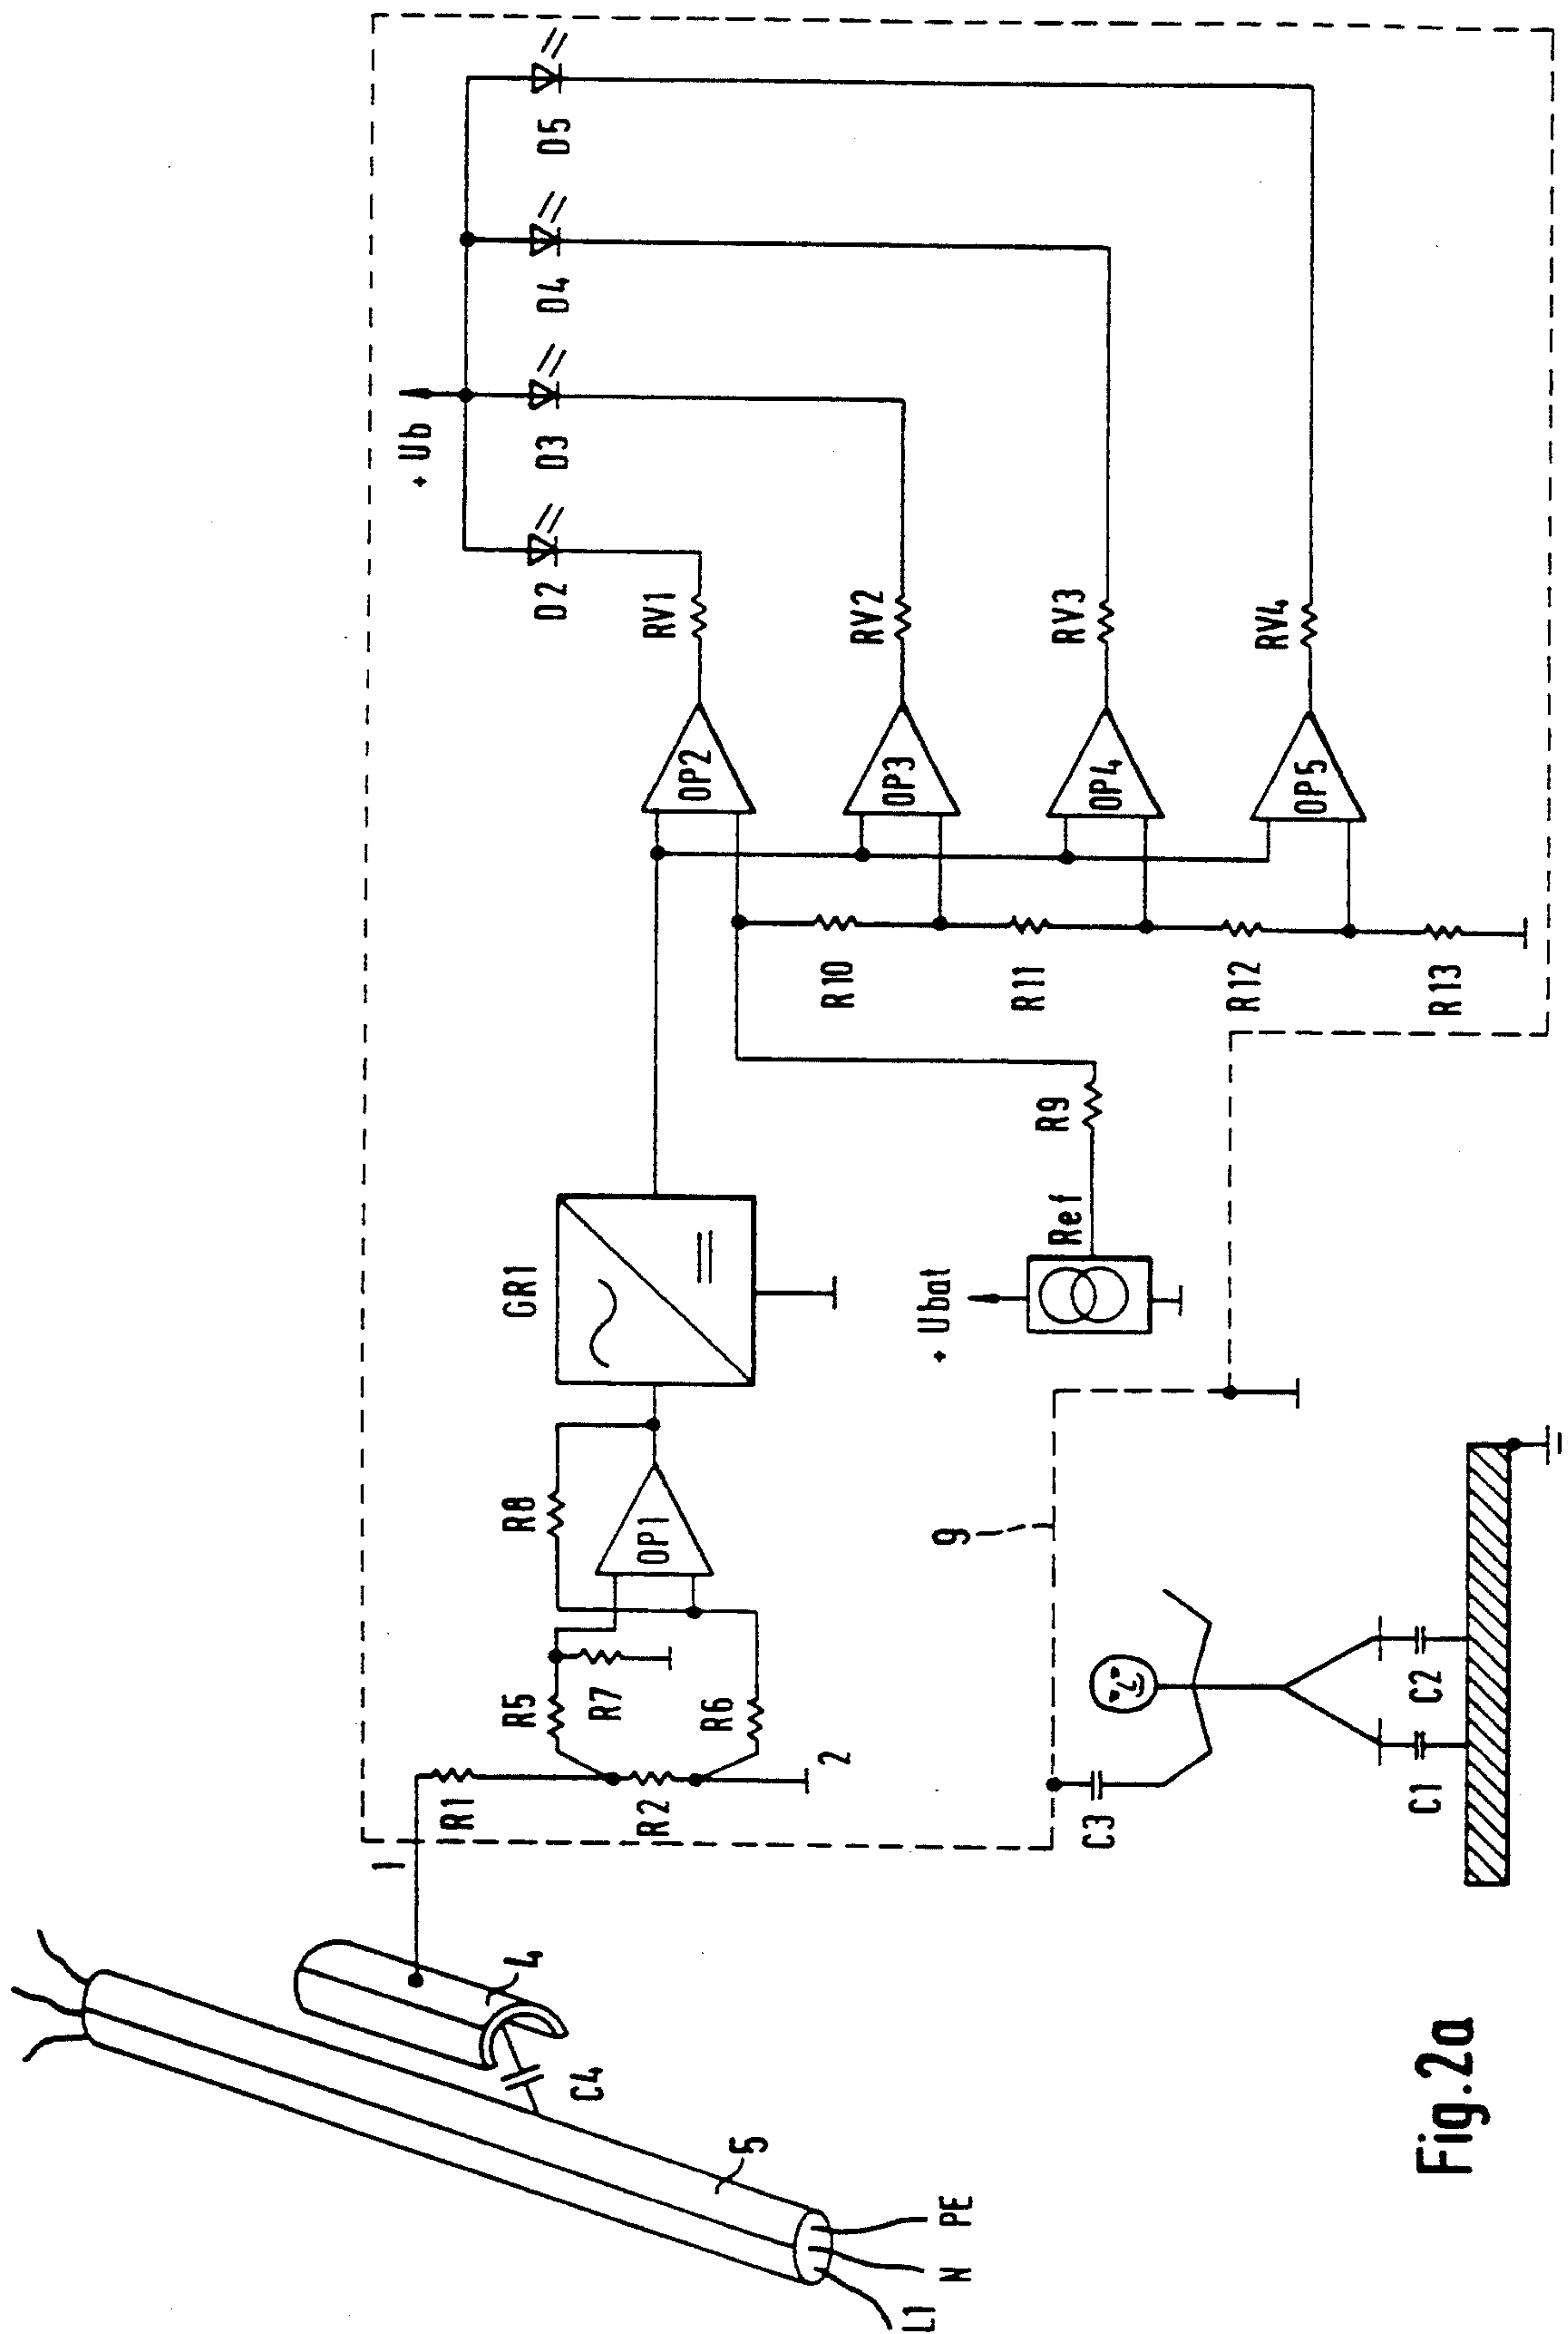 + Ub
D2
D3
D4
D5
RV1
RV2
RV3
RV4
OP2
OP3
OP4
OP5
R10
R11
R12
R13
GR1
R9
Ref
+ Ubat
R8
OP1
R5
R7
R6
R1
R2
2
1
9
C3
C1
C2
4
C4
5
L1
N
PE
Fig.2a